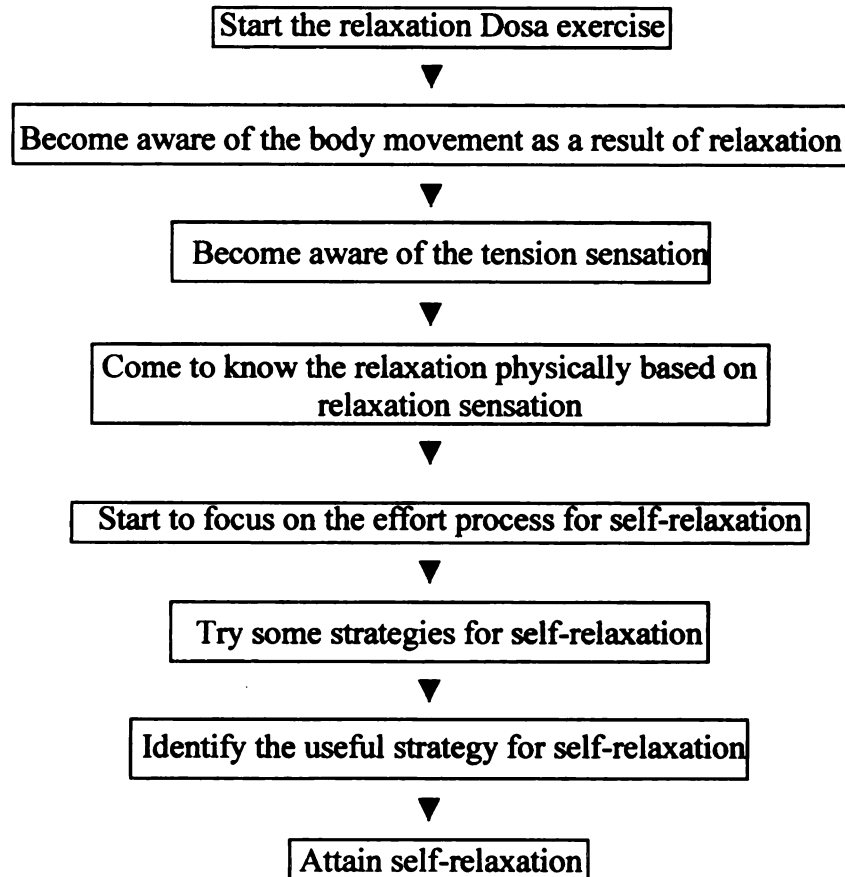 Start the relaxation Dosa exercise
Become aware of the body movement as a result of relaxation
Become aware of the tension sensation
Come to know the relaxation physically based on
relaxation sensation
Start to focus on the effort process for self-relaxation
Try some strategies for self-relaxation
Identify the useful strategy for self-relaxation
Attain self-relaxation